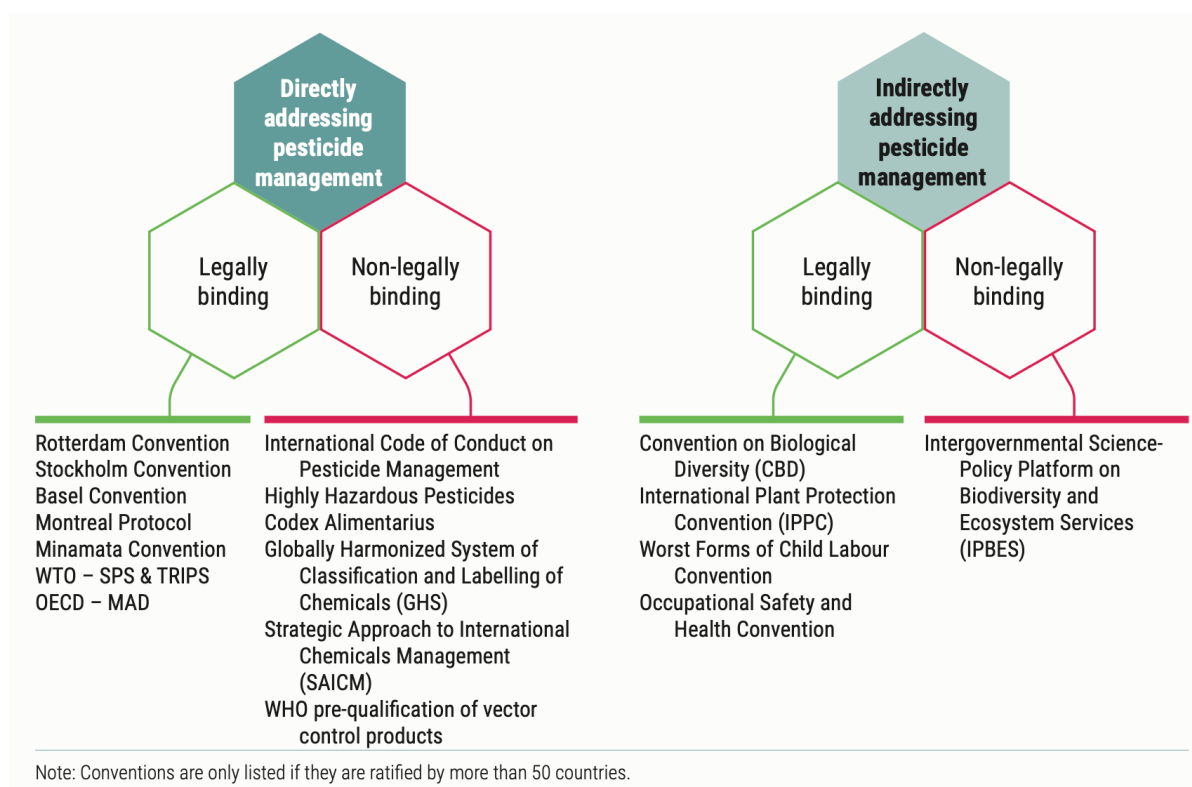 Directly
addressing
pesticide
management
Legally
binding
Non-legally
binding
Rotterdam Convention
Stockholm Convention
Basel Convention
Montreal Protocol
Minamata Convention
WTO – SPS & TRIPS
OECD – MAD
International Code of Conduct on
Pesticide Management
Highly Hazardous Pesticides
Codex Alimentarius
Globally Harmonized System of
Classification and Labelling of
Chemicals (GHS)
Strategic Approach to International
Chemicals Management
(SAICM)
WHO pre-qualification of vector
control products
Indirectly
addressing
pesticide
management
Legally
binding
Non-legally
binding
Convention on Biological
Diversity (CBD)
International Plant Protection
Convention (IPPC)
Worst Forms of Child Labour
Convention
Occupational Safety and
Health Convention
Intergovernmental Science-
Policy Platform on
Biodiversity and
Ecosystem Services
(IPBES)
Note: Conventions are only listed if they are ratified by more than 50 countries.